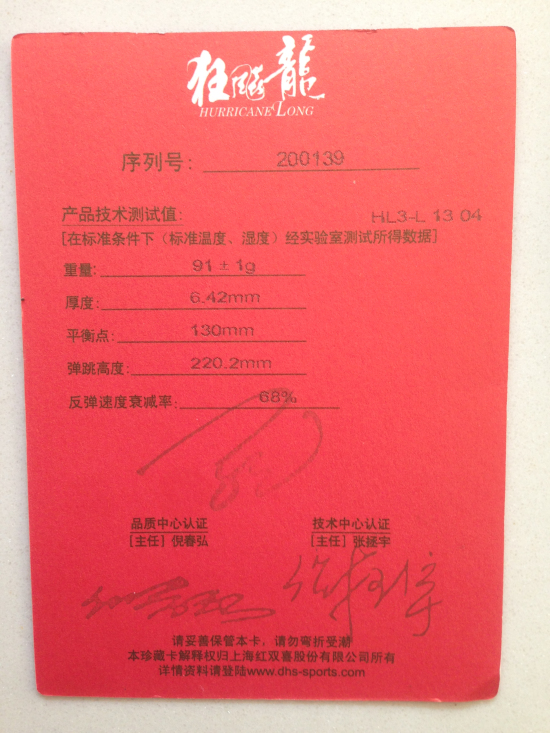 狂飚龍
HURRICANE LONG
序列号: 200139
产品技术测试值: HL3-L 13 04
[在标准条件下（标准温度、湿度）经实验室测试所得数据]
重量: 91 ± 1g
厚度: 6.42mm
平衡点: 130mm
弹跳高度: 220.2mm
反弹速度衰减率: 68%
品质中心认证 技术中心认证
[主任] 倪春弘 [主任] 张拯宇
请妥善保管本卡，请勿弯折受潮
本珍藏卡解释权归上海红双喜股份有限公司所有
详情资料请登陆www.dhs-sports.com